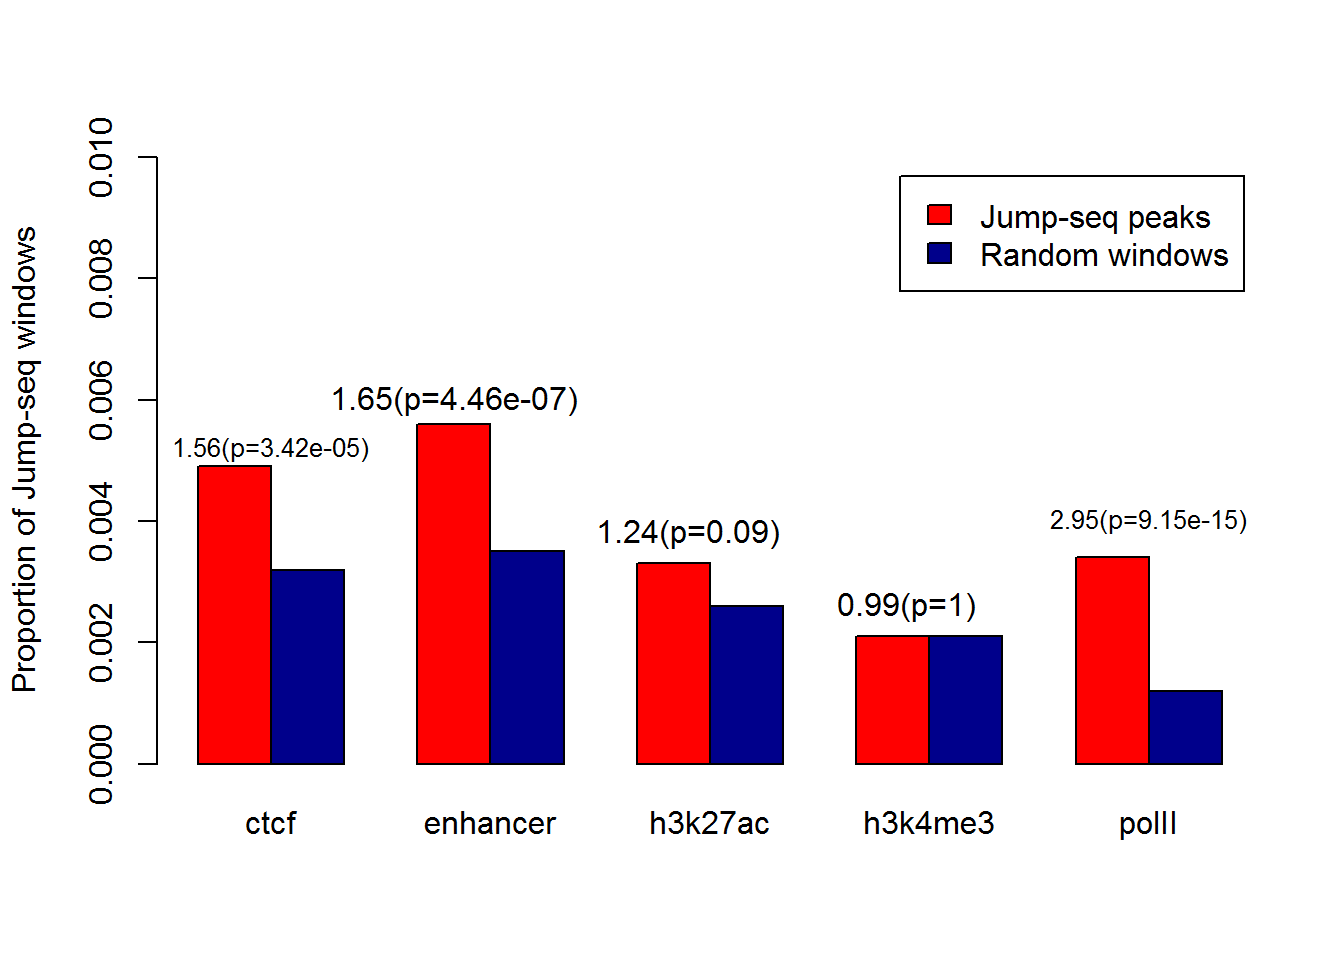 Proportion of Jump-seq windows
0.010
0.008
0.006
0.004
0.002
0.000
Jump-seq peaks
Random windows
1.56(p=3.42e-05)
1.65(p=4.46e-07)
1.24(p=0.09)
0.99(p=1)
2.95(p=9.15e-15)
ctcf
enhancer
h3k27ac
h3k4me3
polII